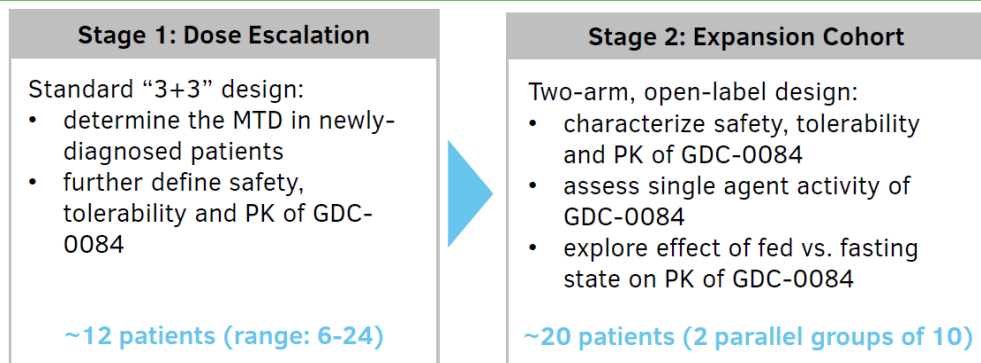 Stage 1: Dose Escalation
Standard “3+3” design:
• determine the MTD in newly-
diagnosed patients
• further define safety,
tolerability and PK of GDC-
0084
~12 patients (range: 6-24)
Stage 2: Expansion Cohort
Two-arm, open-label design:
• characterize safety, tolerability
and PK of GDC-0084
• assess single agent activity of
GDC-0084
• explore effect of fed vs. fasting
state on PK of GDC-0084
~20 patients (2 parallel groups of 10)